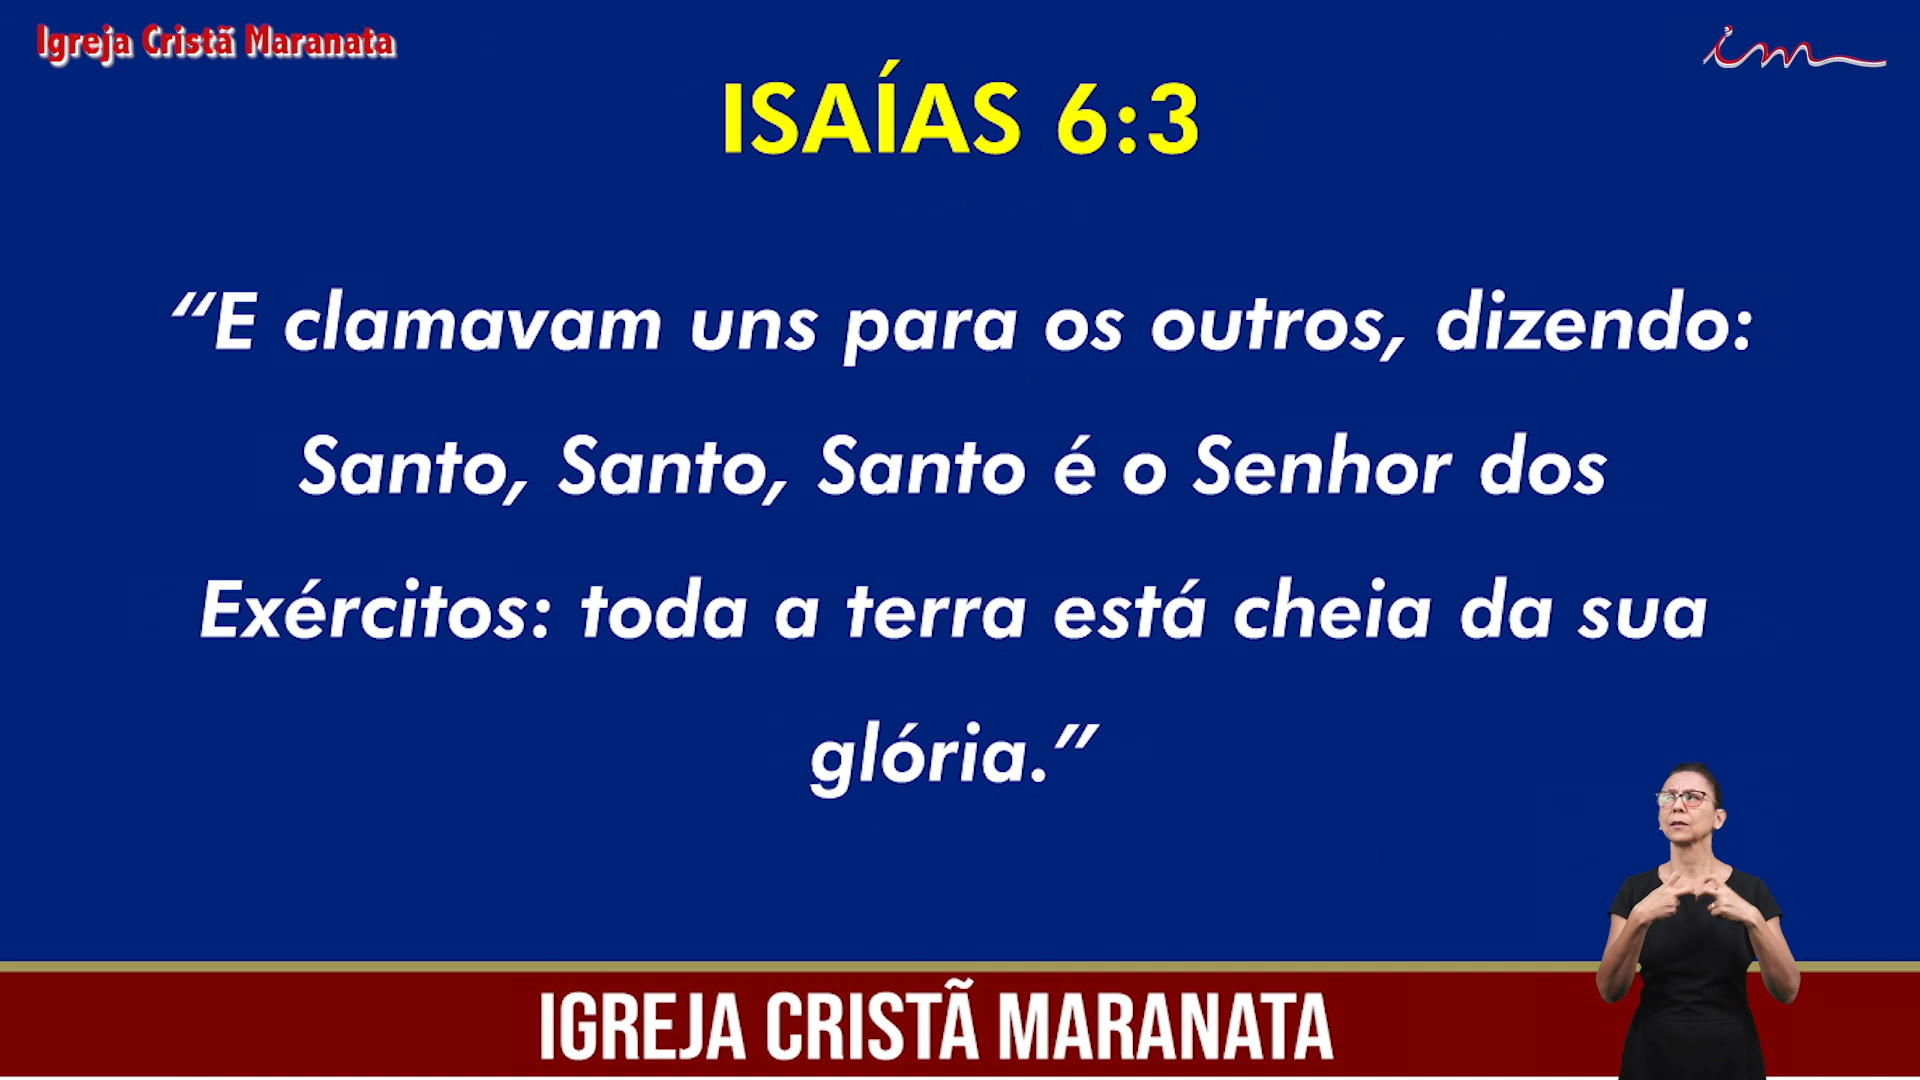 Igreja Cristã Maranata
im
ISAÍAS 6:3
“E clamavam uns para os outros, dizendo:
Santo, Santo, Santo é o Senhor dos
Exércitos: toda a terra está cheia da sua
glória.”
IGREJA CRISTÃ MARANATA